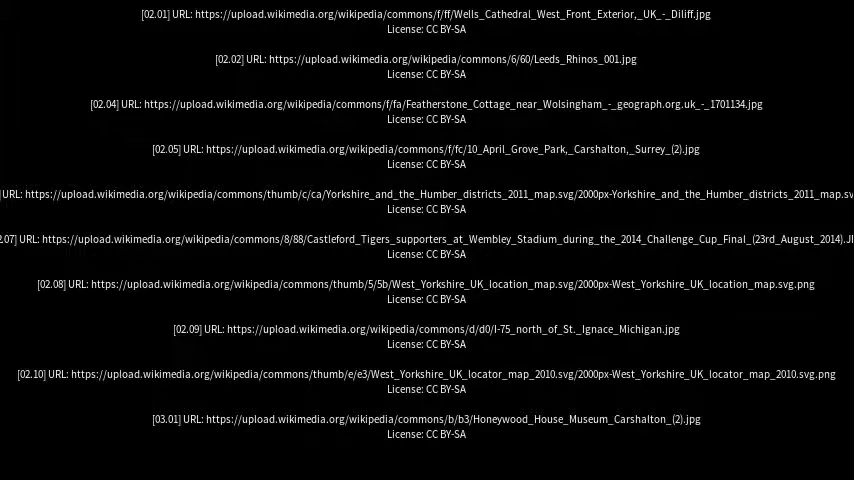 [02.01] URL: https://upload.wikimedia.org/wikipedia/commons/f/ff/Wells_Cathedral_West_Front_Exterior,_UK_-_Diliff.jpg
License: CC BY-SA
[02.02] URL: https://upload.wikimedia.org/wikipedia/commons/6/60/Leeds_Rhinos_001.jpg
License: CC BY-SA
[02.04] URL: https://upload.wikimedia.org/wikipedia/commons/f/fa/Featherstone_Cottage_near_Wolsingham_-_geograph.org.uk_-_1701134.jpg
License: CC BY-SA
[02.05] URL: https://upload.wikimedia.org/wikipedia/commons/f/fc/10_April_Grove_Park,_Carshalton,_Surrey_(2).jpg
License: CC BY-SA
] URL: https://upload.wikimedia.org/wikipedia/commons/thumb/c/ca/Yorkshire_and_the_Humber_districts_2011_map.svg/2000px-Yorkshire_and_the_Humber_districts_2011_map.sv
License: CC BY-SA
2.07] URL: https://upload.wikimedia.org/wikipedia/commons/8/88/Castleford_Tigers_supporters_at_Wembley_Stadium_during_the_2014_Challenge_Cup_Final_(23rd_August_2014).J
License: CC BY-SA
[02.08] URL: https://upload.wikimedia.org/wikipedia/commons/thumb/5/5b/West_Yorkshire_UK_location_map.svg/2000px-West_Yorkshire_UK_location_map.svg.png
License: CC BY-SA
[02.09] URL: https://upload.wikimedia.org/wikipedia/commons/d/d0/I-75_north_of_St._Ignace_Michigan.jpg
License: CC BY-SA
[02.10] URL: https://upload.wikimedia.org/wikipedia/commons/thumb/e/e3/West_Yorkshire_UK_locator_map_2010.svg/2000px-West_Yorkshire_UK_locator_map_2010.svg.png
License: CC BY-SA
[03.01] URL: https://upload.wikimedia.org/wikipedia/commons/b/b3/Honeywood_House_Museum_Carshalton_(2).jpg
License: CC BY-SA